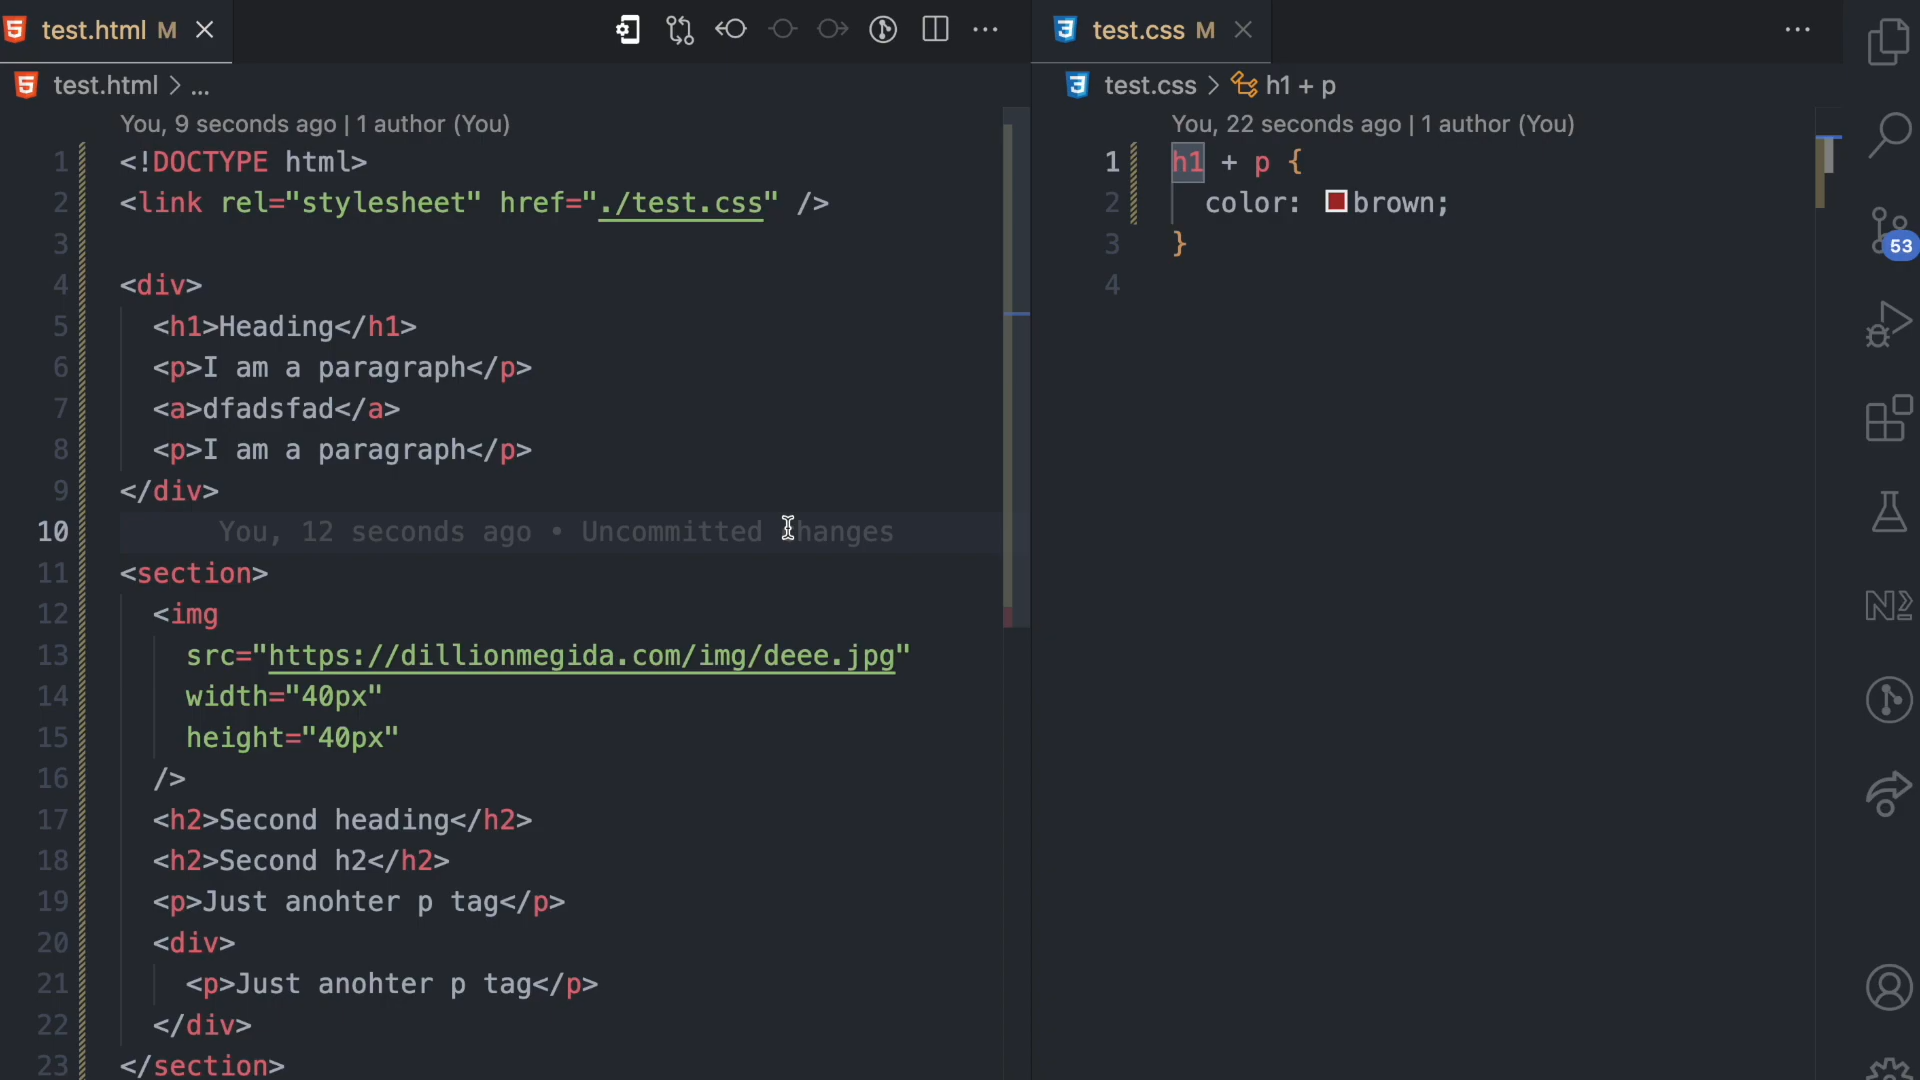 test.html M
test.css M
test.html > ...
test.css > h1 + p
You, 9 seconds ago | 1 author (You)
1 <!DOCTYPE html>
2 <link rel="stylesheet" href="./test.css" />
3
4 <div>
5 <h1>Heading</h1>
6 <p>I am a paragraph</p>
7 <a>dfadsfad</a>
8 <p>I am a paragraph</p>
9 </div>
10 You, 12 seconds ago • Uncommitted changes
11 <section>
12 <img
13 src="https://dillionmegida.com/img/deee.jpg"
14 width="40px"
15 height="40px"
16 />
17 <h2>Second heading</h2>
18 <h2>Second h2</h2>
19 <p>Just anohter p tag</p>
20 <div>
21 <p>Just anohter p tag</p>
22 </div>
23 </section>
You, 22 seconds ago | 1 author (You)
1 h1 + p {
2 color: brown;
3 }
4
53